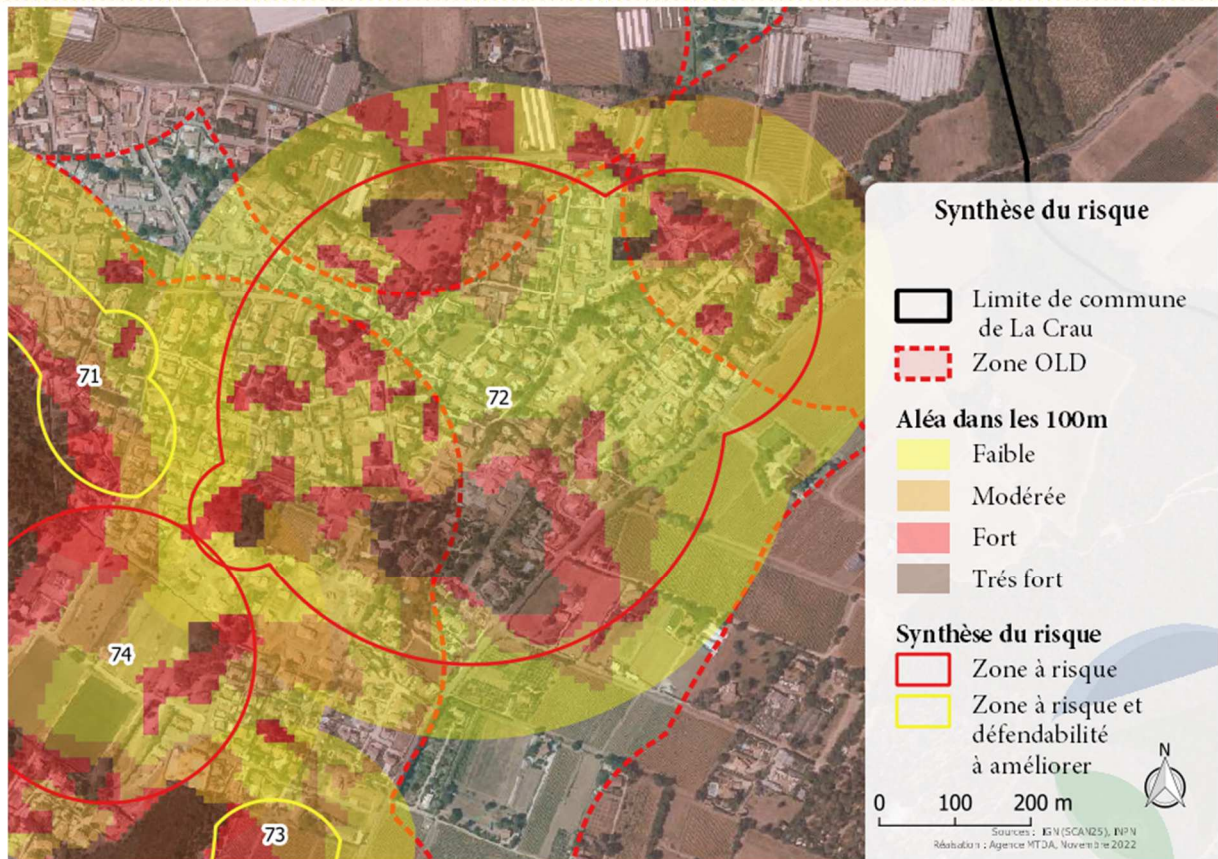 Synthèse du risque
Limite de commune
de La Crau
Zone OLD
Aléa dans les 100m
Faible
Modérée
Fort
Trés fort
Synthèse du risque
Zone à risque
Zone à risque et
défendabilité
à améliorer
N
0 100 200 m
Sources : IGN (SCAN25), INPN
Réalisation : Agence MTDA, Novembre 2022
71
72
74
73